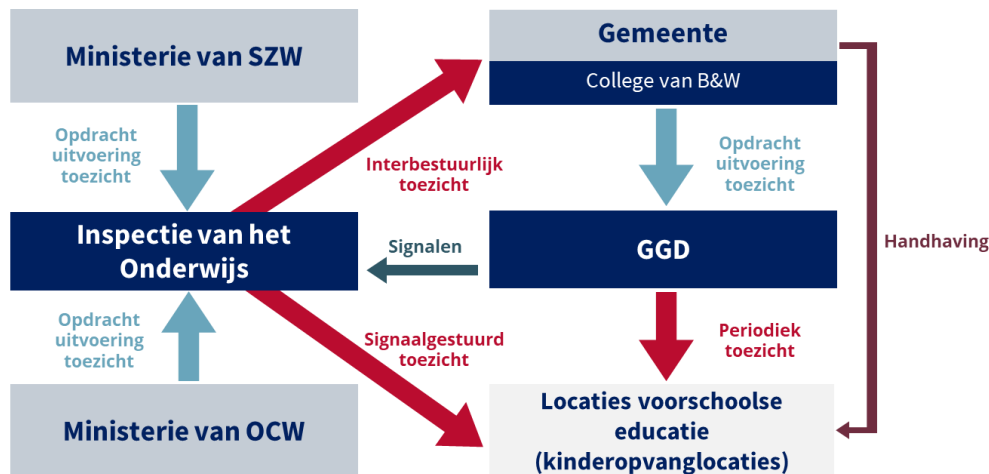 Ministerie van SZW
Gemeente
College van B&W
Opdracht
uitvoering
toezicht
Interbestuurlijk
toezicht
Opdracht
uitvoering
toezicht
Inspectie van het
Onderwijs
Signalen
GGD
Handhaving
Opdracht
uitvoering
toezicht
Signaalgestuurd
toezicht
Periodiek
toezicht
Ministerie van OCW
Locaties voorschoolse
educatie
(kinderopvanglocaties)